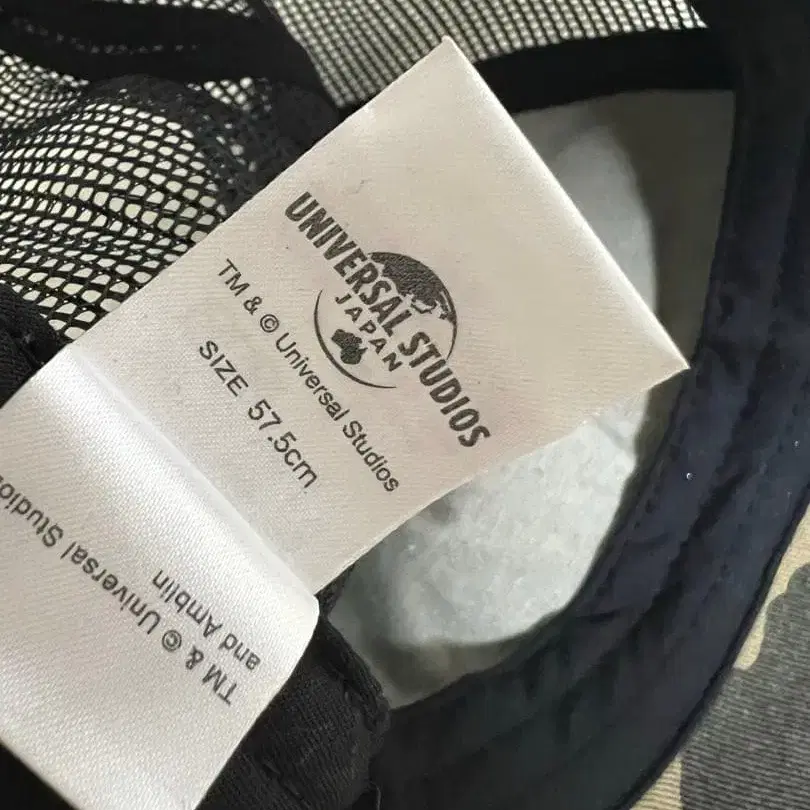 UNIVERSAL STUDIOS
JAPAN
TM & © Universal Studios
SIZE 57.5cm
TM & © Universal Studios
and Amblin